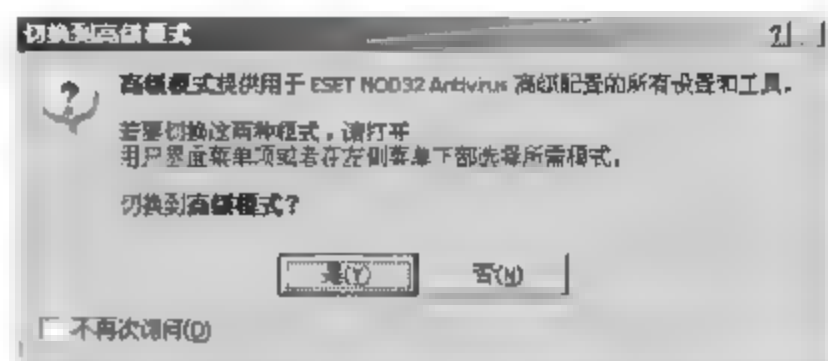 切换到高级模式
高级模式提供用于 ESET NOD32 Antivirus 高级配置的所有设置和工具。
若要切换这两种模式，请打开
用户界面菜单项或者在左侧菜单下部选择所需模式。
切换到高级模式？
是(Y) 否(N)
不再次询问(D)